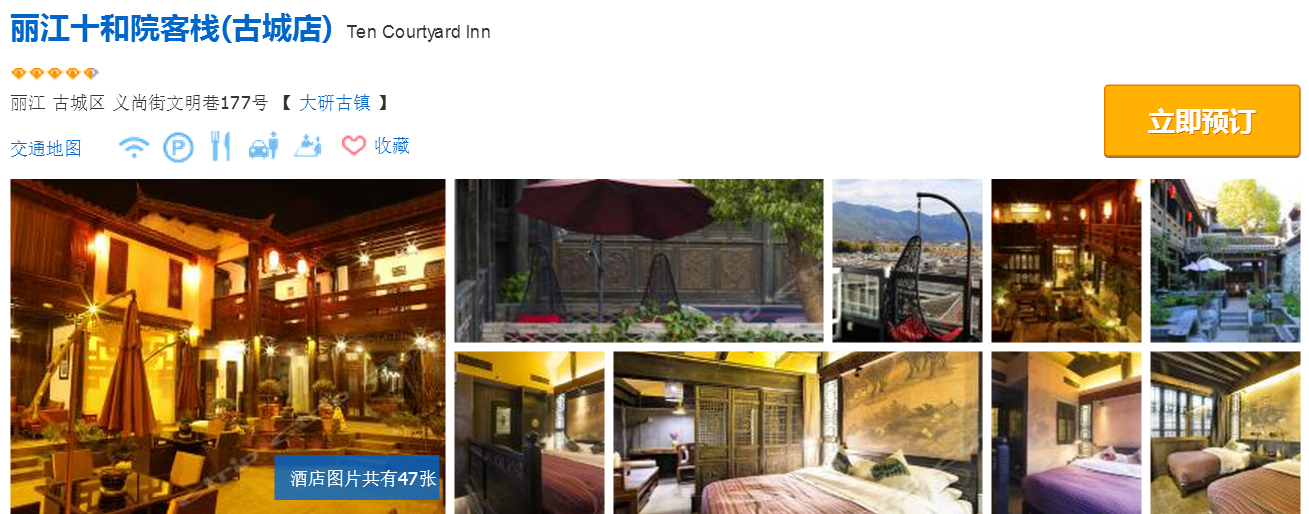 丽江十和院客栈(古城店) Ten Courtyard Inn
丽江 古城区 义尚街文明巷177号 【 大研古镇 】
立即预订
交通地图 P 收藏
酒店图片共有47张